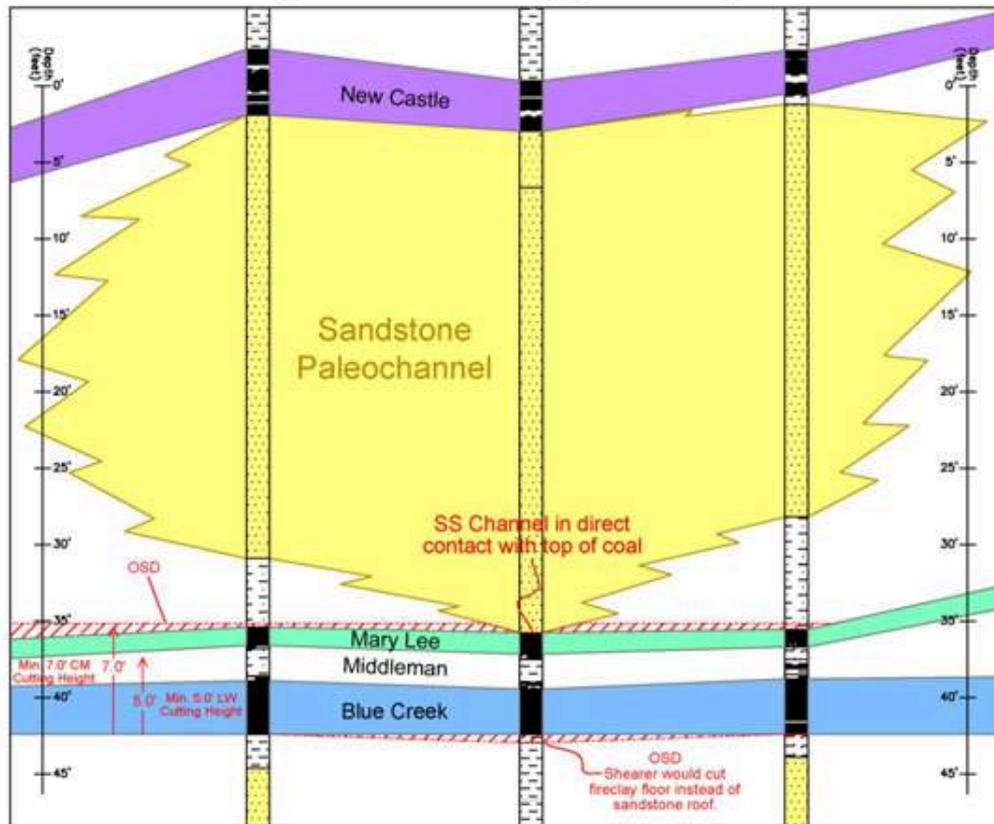 Depth
(feet)
Depth
(feet)
New Castle
0'
0'
5'
5'
10'
10'
15'
15'
Sandstone
Paleochannel
20'
20'
25'
25'
SS Channel in direct
contact with top of coal
30'
30'
OSD
35'
35'
Mary Lee
Middleman
Min. 7.0' CM
Cutting Height
7.0'
5.0'
Min. 5.0' LW
Cutting Height
40'
40'
Blue Creek
45'
45'
OSD
Shearer would cut
fireclay floor instead of
sandstone roof.